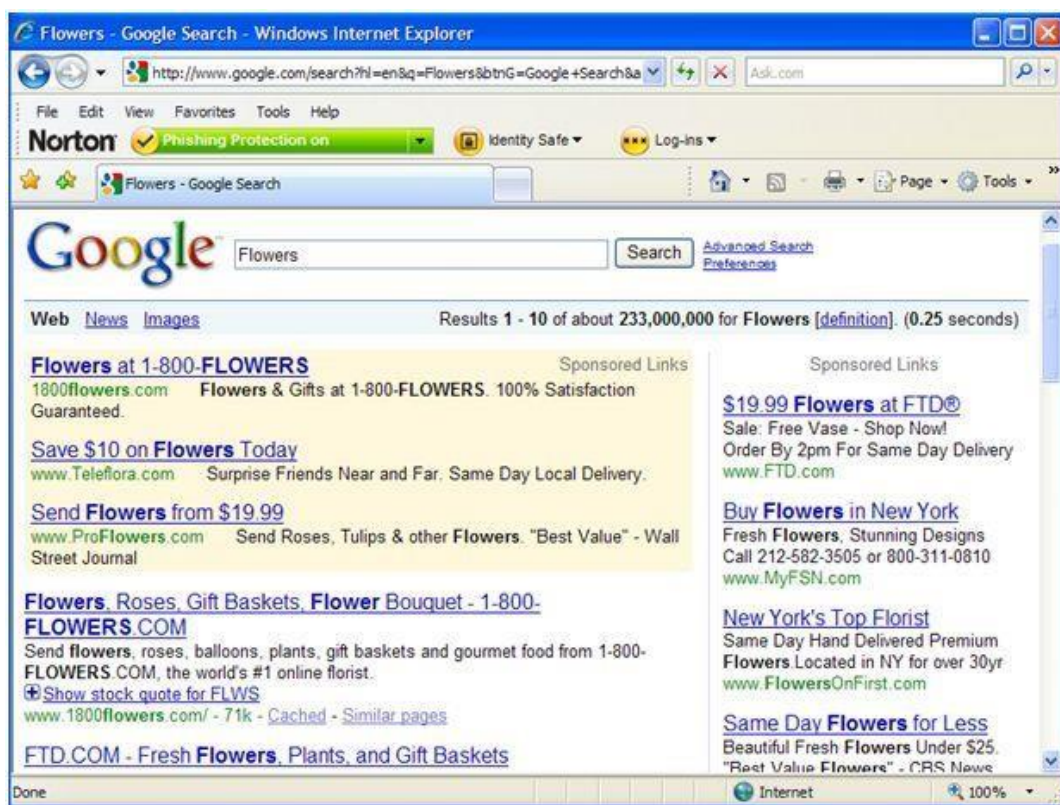 Flowers - Google Search - Windows Internet Explorer
http://www.google.com/search?hl=en&q=Flowers&btnG=Google+Search&a
Ask.com
File Edit View Favorites Tools Help
Norton Phishing Protection on Identity Safe Log-ins
Flowers - Google Search
Page Tools
Google
Flowers
Search
Advanced Search
Preferences
Web News Images
Results 1 - 10 of about 233,000,000 for Flowers [definition]. (0.25 seconds)
Flowers at 1-800-FLOWERS
Sponsored Links
1800flowers.com Flowers & Gifts at 1-800-FLOWERS. 100% Satisfaction
Guaranteed.
Save $10 on Flowers Today
www.Teleflora.com Surprise Friends Near and Far. Same Day Local Delivery.
Send Flowers from $19.99
www.ProFlowers.com Send Roses, Tulips & other Flowers. "Best Value" - Wall
Street Journal
Flowers, Roses, Gift Baskets, Flower Bouquet - 1-800-
FLOWERS.COM
Send flowers, roses, balloons, plants, gift baskets and gourmet food from 1-800-
FLOWERS.COM, the world's #1 online florist.
Show stock quote for FLWS
www.1800flowers.com/ - 71k - Cached - Similar pages
FTD.COM - Fresh Flowers, Plants, and Gift Baskets
Sponsored Links
$19.99 Flowers at FTD®
Sale: Free Vase - Shop Now!
Order By 2pm For Same Day Delivery
www.FTD.com
Buy Flowers in New York
Fresh Flowers, Stunning Designs
Call 212-582-3505 or 800-311-0810
www.MyFSN.com
New York's Top Florist
Same Day Hand Delivered Premium
Flowers.Located in NY for over 30yr
www.FlowersOnFirst.com
Same Day Flowers for Less
Beautiful Fresh Flowers Under $25.
"Best Value Flowers" - CBS News
Done
Internet
100%